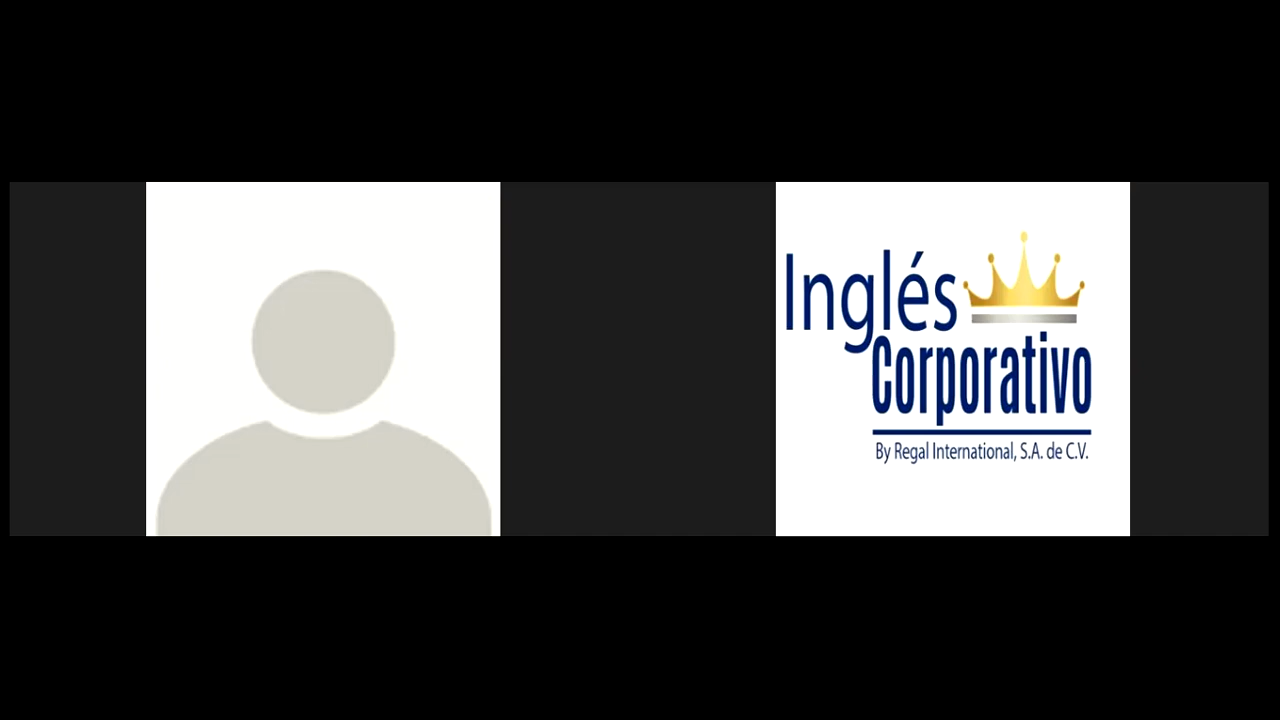 Inglés
Corporativo
By Regal International, S.A. de C.V.